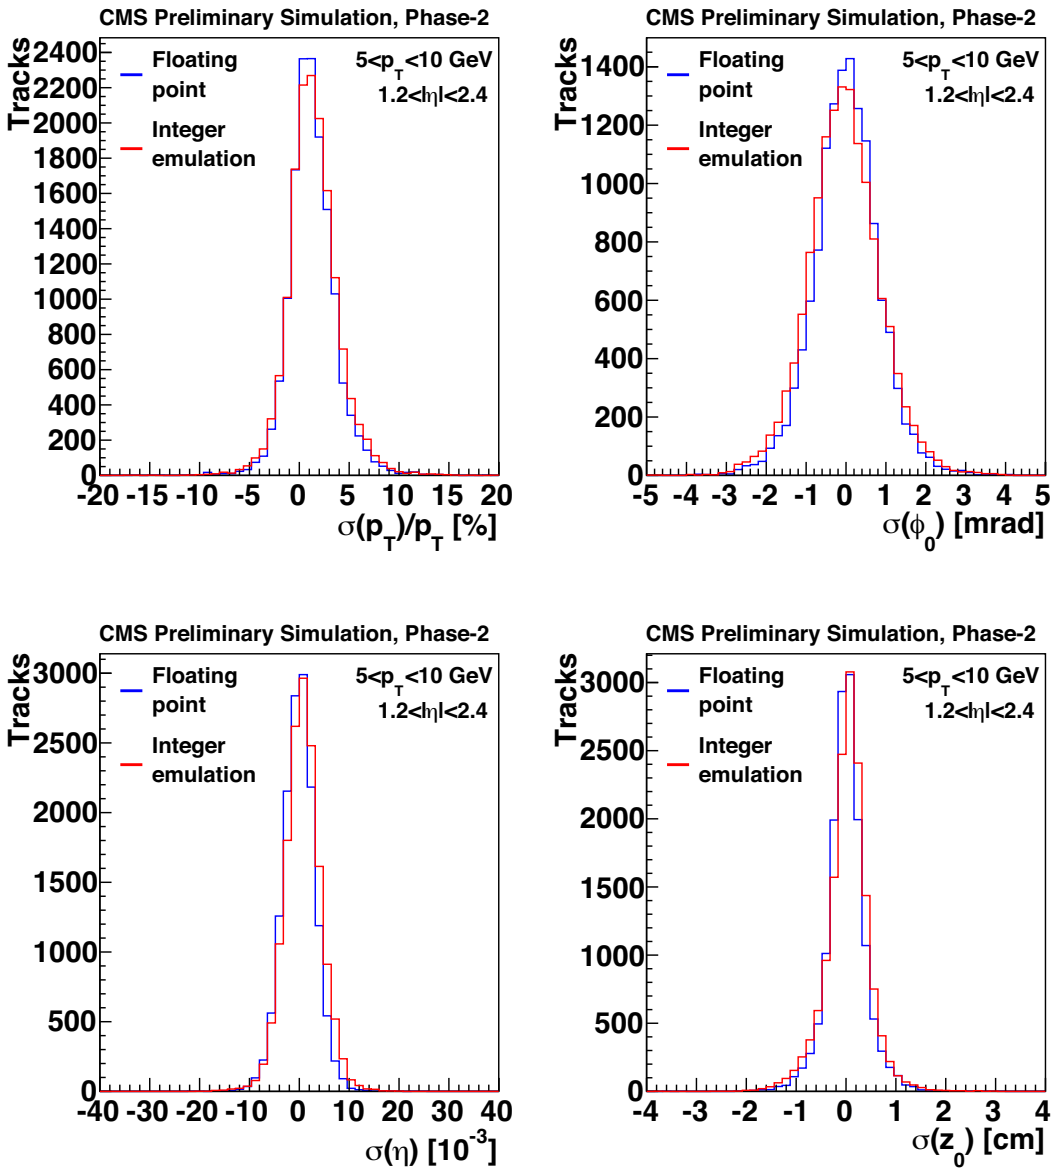 CMS Preliminary Simulation, Phase-2
Tracks
2400
2200
2000
1800
1600
1400
1200
1000
800
600
400
200
0
Floating
point
Integer
emulation
5<p_T<10 GeV
1.2<|η|<2.4
-20 -15 -10 -5 0 5 10 15 20
σ(p_T)/p_T [%]
CMS Preliminary Simulation, Phase-2
Tracks
1400
1200
1000
800
600
400
200
0
Floating
point
Integer
emulation
5<p_T<10 GeV
1.2<|η|<2.4
-5 -4 -3 -2 -1 0 1 2 3 4 5
σ(ϕ_0) [mrad]
CMS Preliminary Simulation, Phase-2
Tracks
3000
2500
2000
1500
1000
500
0
Floating
point
Integer
emulation
5<p_T<10 GeV
1.2<|η|<2.4
-40 -30 -20 -10 0 10 20 30 40
σ(η) [10^-3]
CMS Preliminary Simulation, Phase-2
Tracks
3000
2500
2000
1500
1000
500
0
Floating
point
Integer
emulation
5<p_T<10 GeV
1.2<|η|<2.4
-4 -3 -2 -1 0 1 2 3 4
σ(z_0) [cm]